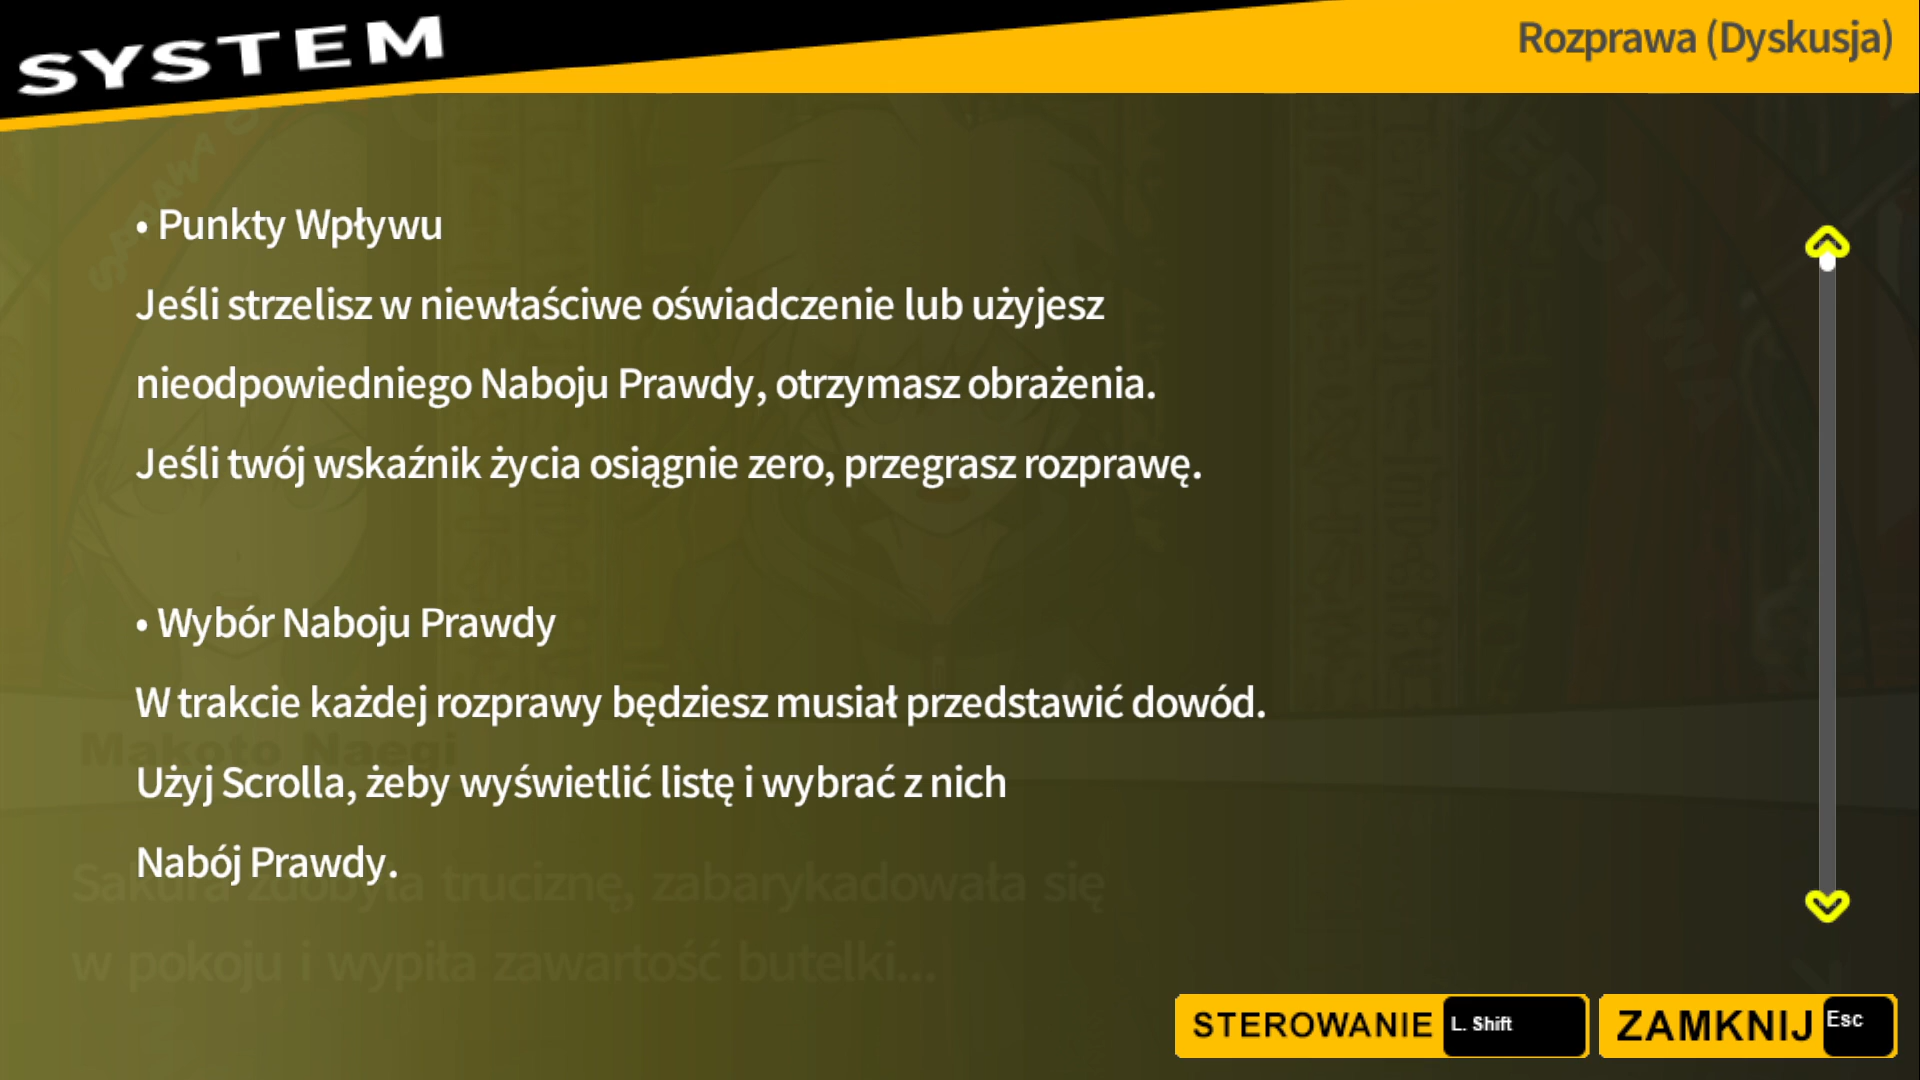 SYSTEM
Rozprawa (Dyskusja)
• Punkty Wpływu
Jeśli strzelisz w niewłaściwe oświadczenie lub użyjesz
nieodpowiedniego Naboju Prawdy, otrzymasz obrażenia.
Jeśli twój wskaźnik życia osiągnie zero, przegrasz rozprawę.
• Wybór Naboju Prawdy
W trakcie każdej rozprawy będziesz musiał przedstawić dowód.
Makoto Naegi
Użyj Scrolla, żeby wyświetlić listę i wybrać z nich
Nabój Prawdy.
Sakura zdobyła truciznę, zabarykadowała się
w pokoju i wypiła zawartość butelki...
STEROWANIE L. Shift
ZAMKNIJ Esc